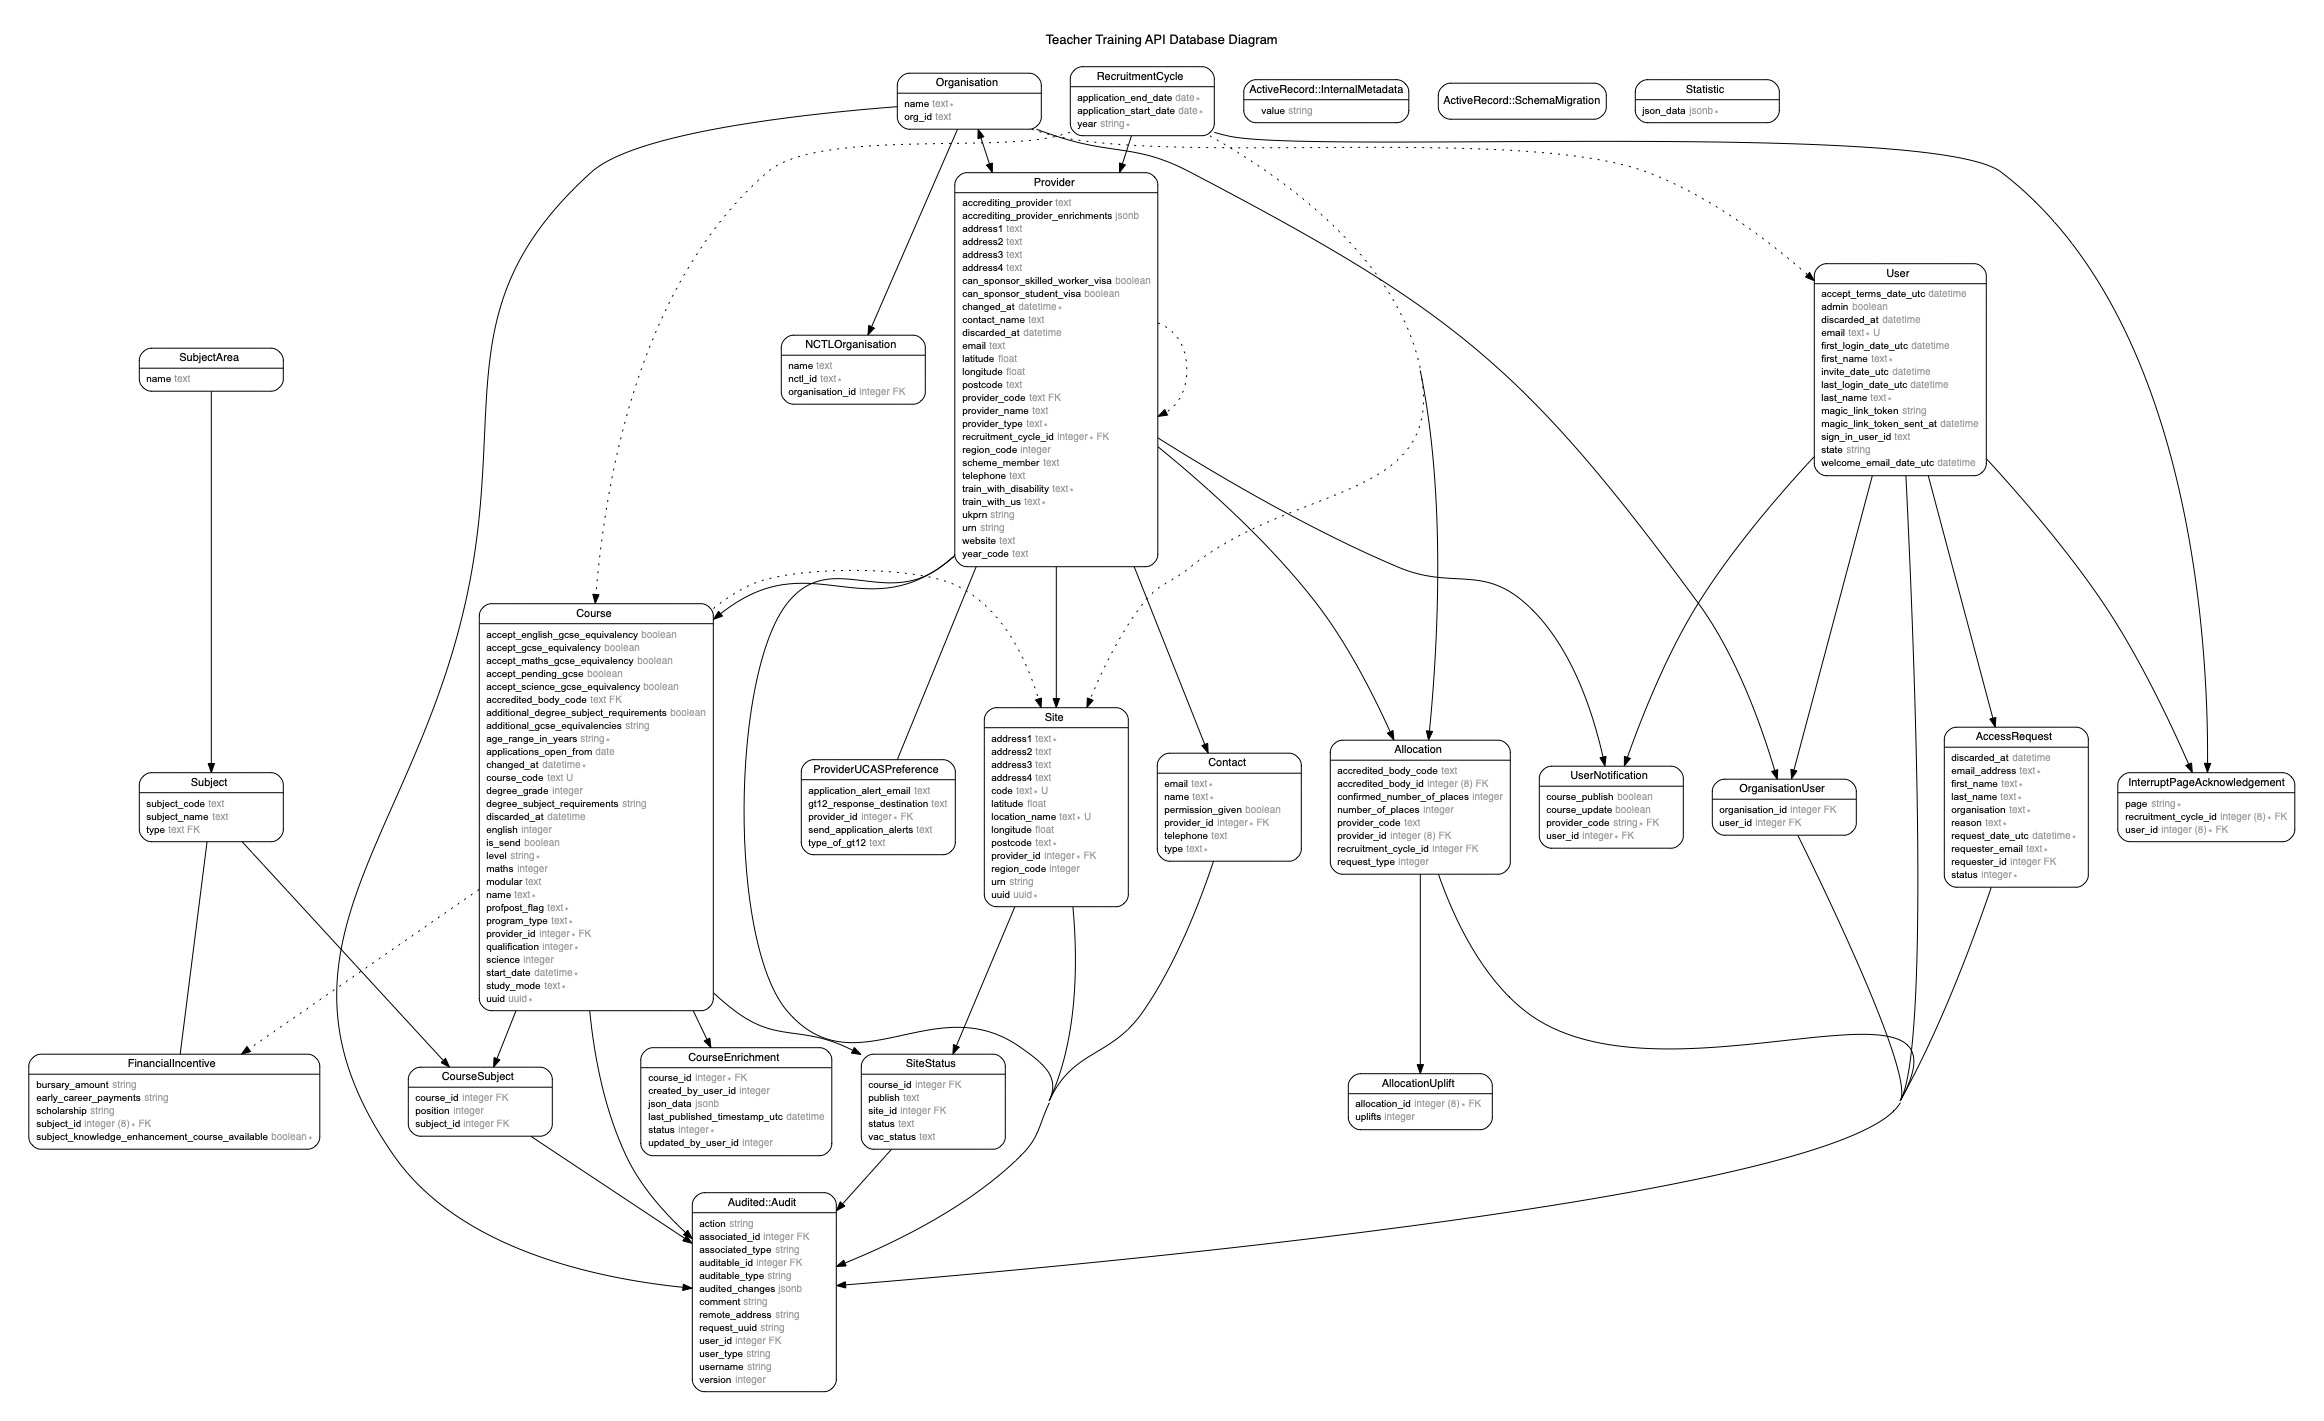 Teacher Training API Database Diagram
Organisation
name text∗
org_id text
RecruitmentCycle
application_end_date date∗
application_start_date date∗
year string∗
ActiveRecord::InternalMetadata
value string
ActiveRecord::SchemaMigration
Statistic
json_data jsonb∗
Provider
accrediting_provider text
accrediting_provider_enrichments jsonb
address1 text
address2 text
address3 text
address4 text
can_sponsor_skilled_worker_visa boolean
can_sponsor_student_visa boolean
changed_at datetime∗
contact_name text
discarded_at datetime
email text
latitude float
longitude float
postcode text
provider_code text FK
provider_name text
provider_type text∗
recruitment_cycle_id integer∗ FK
region_code integer
scheme_member text
telephone text
train_with_disability text∗
train_with_us text∗
ukprn string
urn string
website text
year_code text
User
accept_terms_date_utc datetime
admin boolean
discarded_at datetime
email text∗ U
first_login_date_utc datetime
first_name text∗
invite_date_utc datetime
last_login_date_utc datetime
last_name text∗
magic_link_token string
magic_link_token_sent_at datetime
sign_in_user_id text
state string
welcome_email_date_utc datetime
NCTLOrganisation
name text
nctl_id text∗
organisation_id integer FK
SubjectArea
name text
Course
accept_english_gcse_equivalency boolean
accept_gcse_equivalency boolean
accept_maths_gcse_equivalency boolean
accept_pending_gcse boolean
accept_science_gcse_equivalency boolean
accredited_body_code text FK
additional_degree_subject_requirements boolean
additional_gcse_equivalencies string
age_range_in_years string∗
applications_open_from date
changed_at datetime∗
course_code text U
degree_grade integer
degree_subject_requirements string
discarded_at datetime
english integer
is_send boolean
level string∗
maths integer
modular text
name text∗
profpost_flag text∗
program_type text∗
provider_id integer∗ FK
qualification integer∗
science integer
start_date datetime∗
study_mode text∗
uuid uuid∗
Subject
subject_code text
subject_name text
type text FK
ProviderUCASPreference
application_alert_email text
gt12_response_destination text
provider_id integer∗ FK
send_application_alerts text
type_of_gt12 text
Site
address1 text∗
address2 text
address3 text
address4 text
code text∗ U
latitude float
location_name text∗ U
longitude float
postcode text∗
provider_id integer∗ FK
region_code integer
urn string
uuid uuid∗
Contact
email text∗
name text∗
permission_given boolean
provider_id integer∗ FK
telephone text
type text∗
Allocation
accredited_body_code text
accredited_body_id integer (8) FK
confirmed_number_of_places integer
number_of_places integer
provider_code text
provider_id integer (8) FK
recruitment_cycle_id integer FK
request_type integer
UserNotification
course_publish boolean
course_update boolean
provider_code string∗ FK
user_id integer∗ FK
OrganisationUser
organisation_id integer FK
user_id integer FK
AccessRequest
discarded_at datetime
email_address text∗
first_name text∗
last_name text∗
organisation text∗
reason text∗
request_date_utc datetime∗
requester_email text∗
requester_id integer FK
status integer∗
InterruptPageAcknowledgement
page string∗
recruitment_cycle_id integer (8)∗ FK
user_id integer (8)∗ FK
FinancialIncentive
bursary_amount string
early_career_payments string
scholarship string
subject_id integer (8)∗ FK
subject_knowledge_enhancement_course_available boolean∗
CourseSubject
course_id integer FK
position integer
subject_id integer FK
CourseEnrichment
course_id integer∗ FK
created_by_user_id integer
json_data jsonb
last_published_timestamp_utc datetime
status integer∗
updated_by_user_id integer
SiteStatus
course_id integer FK
publish text
site_id integer FK
status text
vac_status text
AllocationUplift
allocation_id integer (8)∗ FK
uplifts integer
Audited::Audit
action string
associated_id integer FK
associated_type string
auditable_id integer FK
auditable_type string
audited_changes jsonb
comment string
remote_address string
request_uuid string
user_id integer FK
user_type string
username string
version integer